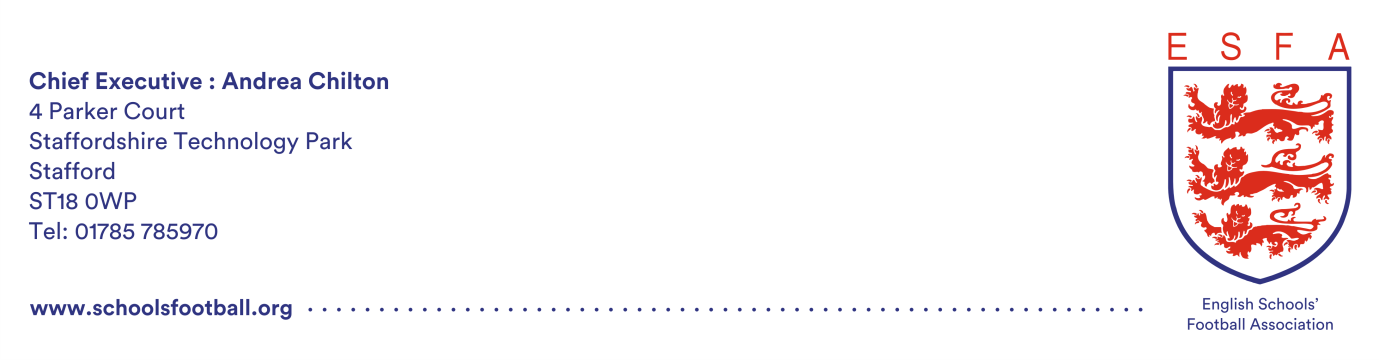 Chief Executive : Andrea Chilton
4 Parker Court
Staffordshire Technology Park
Stafford
ST18 0WP
Tel: 01785 785970
www.schoolsfootball.org
E S F A
English Schools’
Football Association